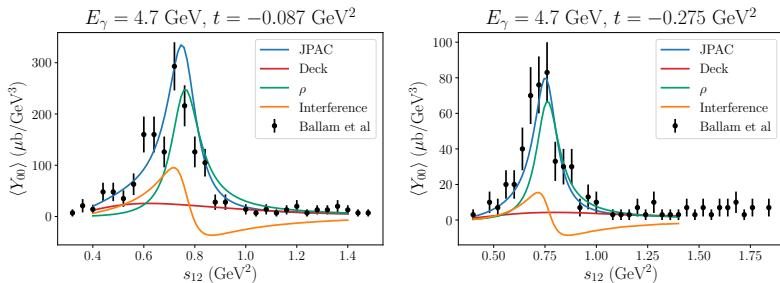 E_γ = 4.7 GeV, t = −0.087 GeV²
⟨Y₀₀⟩ (μb/GeV³)
300
200
100
0
JPAC
Deck
ρ
Interference
Ballam et al
0.4 0.6 0.8 1.0 1.2 1.4
s₁₂ (GeV²)
E_γ = 4.7 GeV, t = −0.275 GeV²
⟨Y₀₀⟩ (μb/GeV³)
100
80
60
40
20
0
JPAC
Deck
ρ
Interference
Ballam et al
0.50 0.75 1.00 1.25 1.50 1.75
s₁₂ (GeV²)